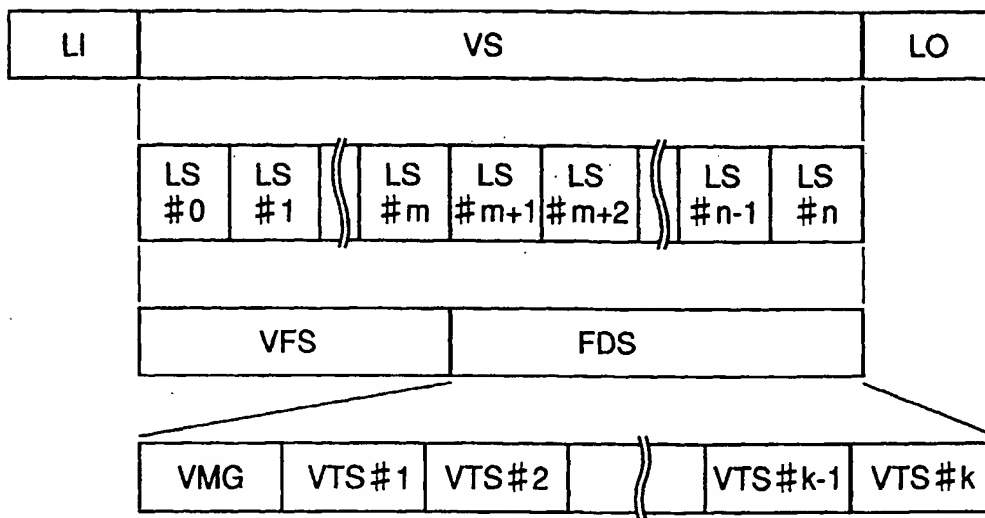 LI VS LO
LS #0 LS #1 LS #m LS #m+1 LS #m+2 LS #n-1 LS #n
VFS FDS
VMG VTS#1 VTS#2 VTS#k-1 VTS#k